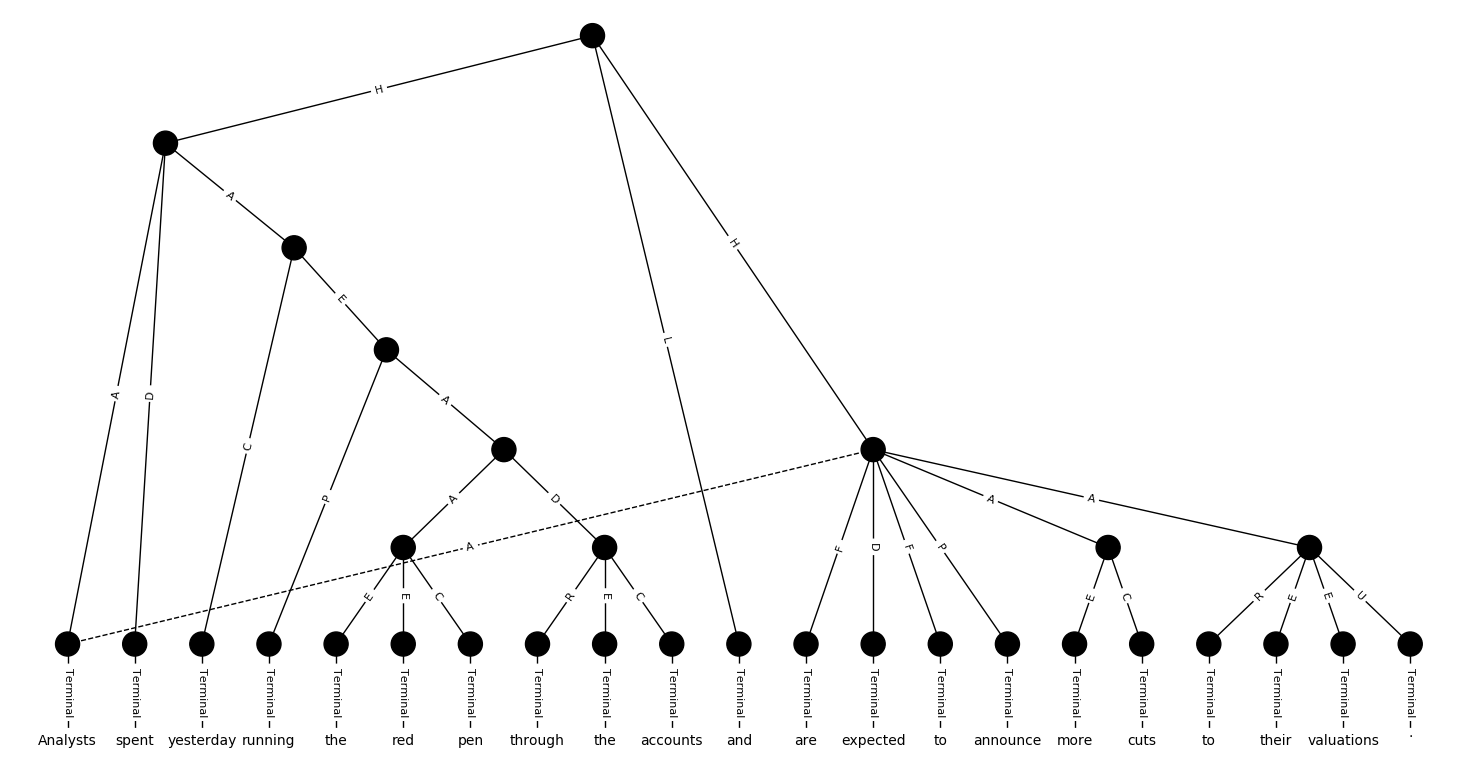 H
A
E
H
L
A
D
A
C
P
A
A
D
A
F
D
F
P
A
A
E
E
C
R
E
C
E
C
R
E
E
U
Terminal Terminal Terminal Terminal Terminal Terminal Terminal Terminal Terminal Terminal Terminal Terminal Terminal Terminal Terminal Terminal Terminal Terminal Terminal Terminal Terminal
Analysts spent yesterday running the red pen through the accounts and are expected to announce more cuts to their valuations .